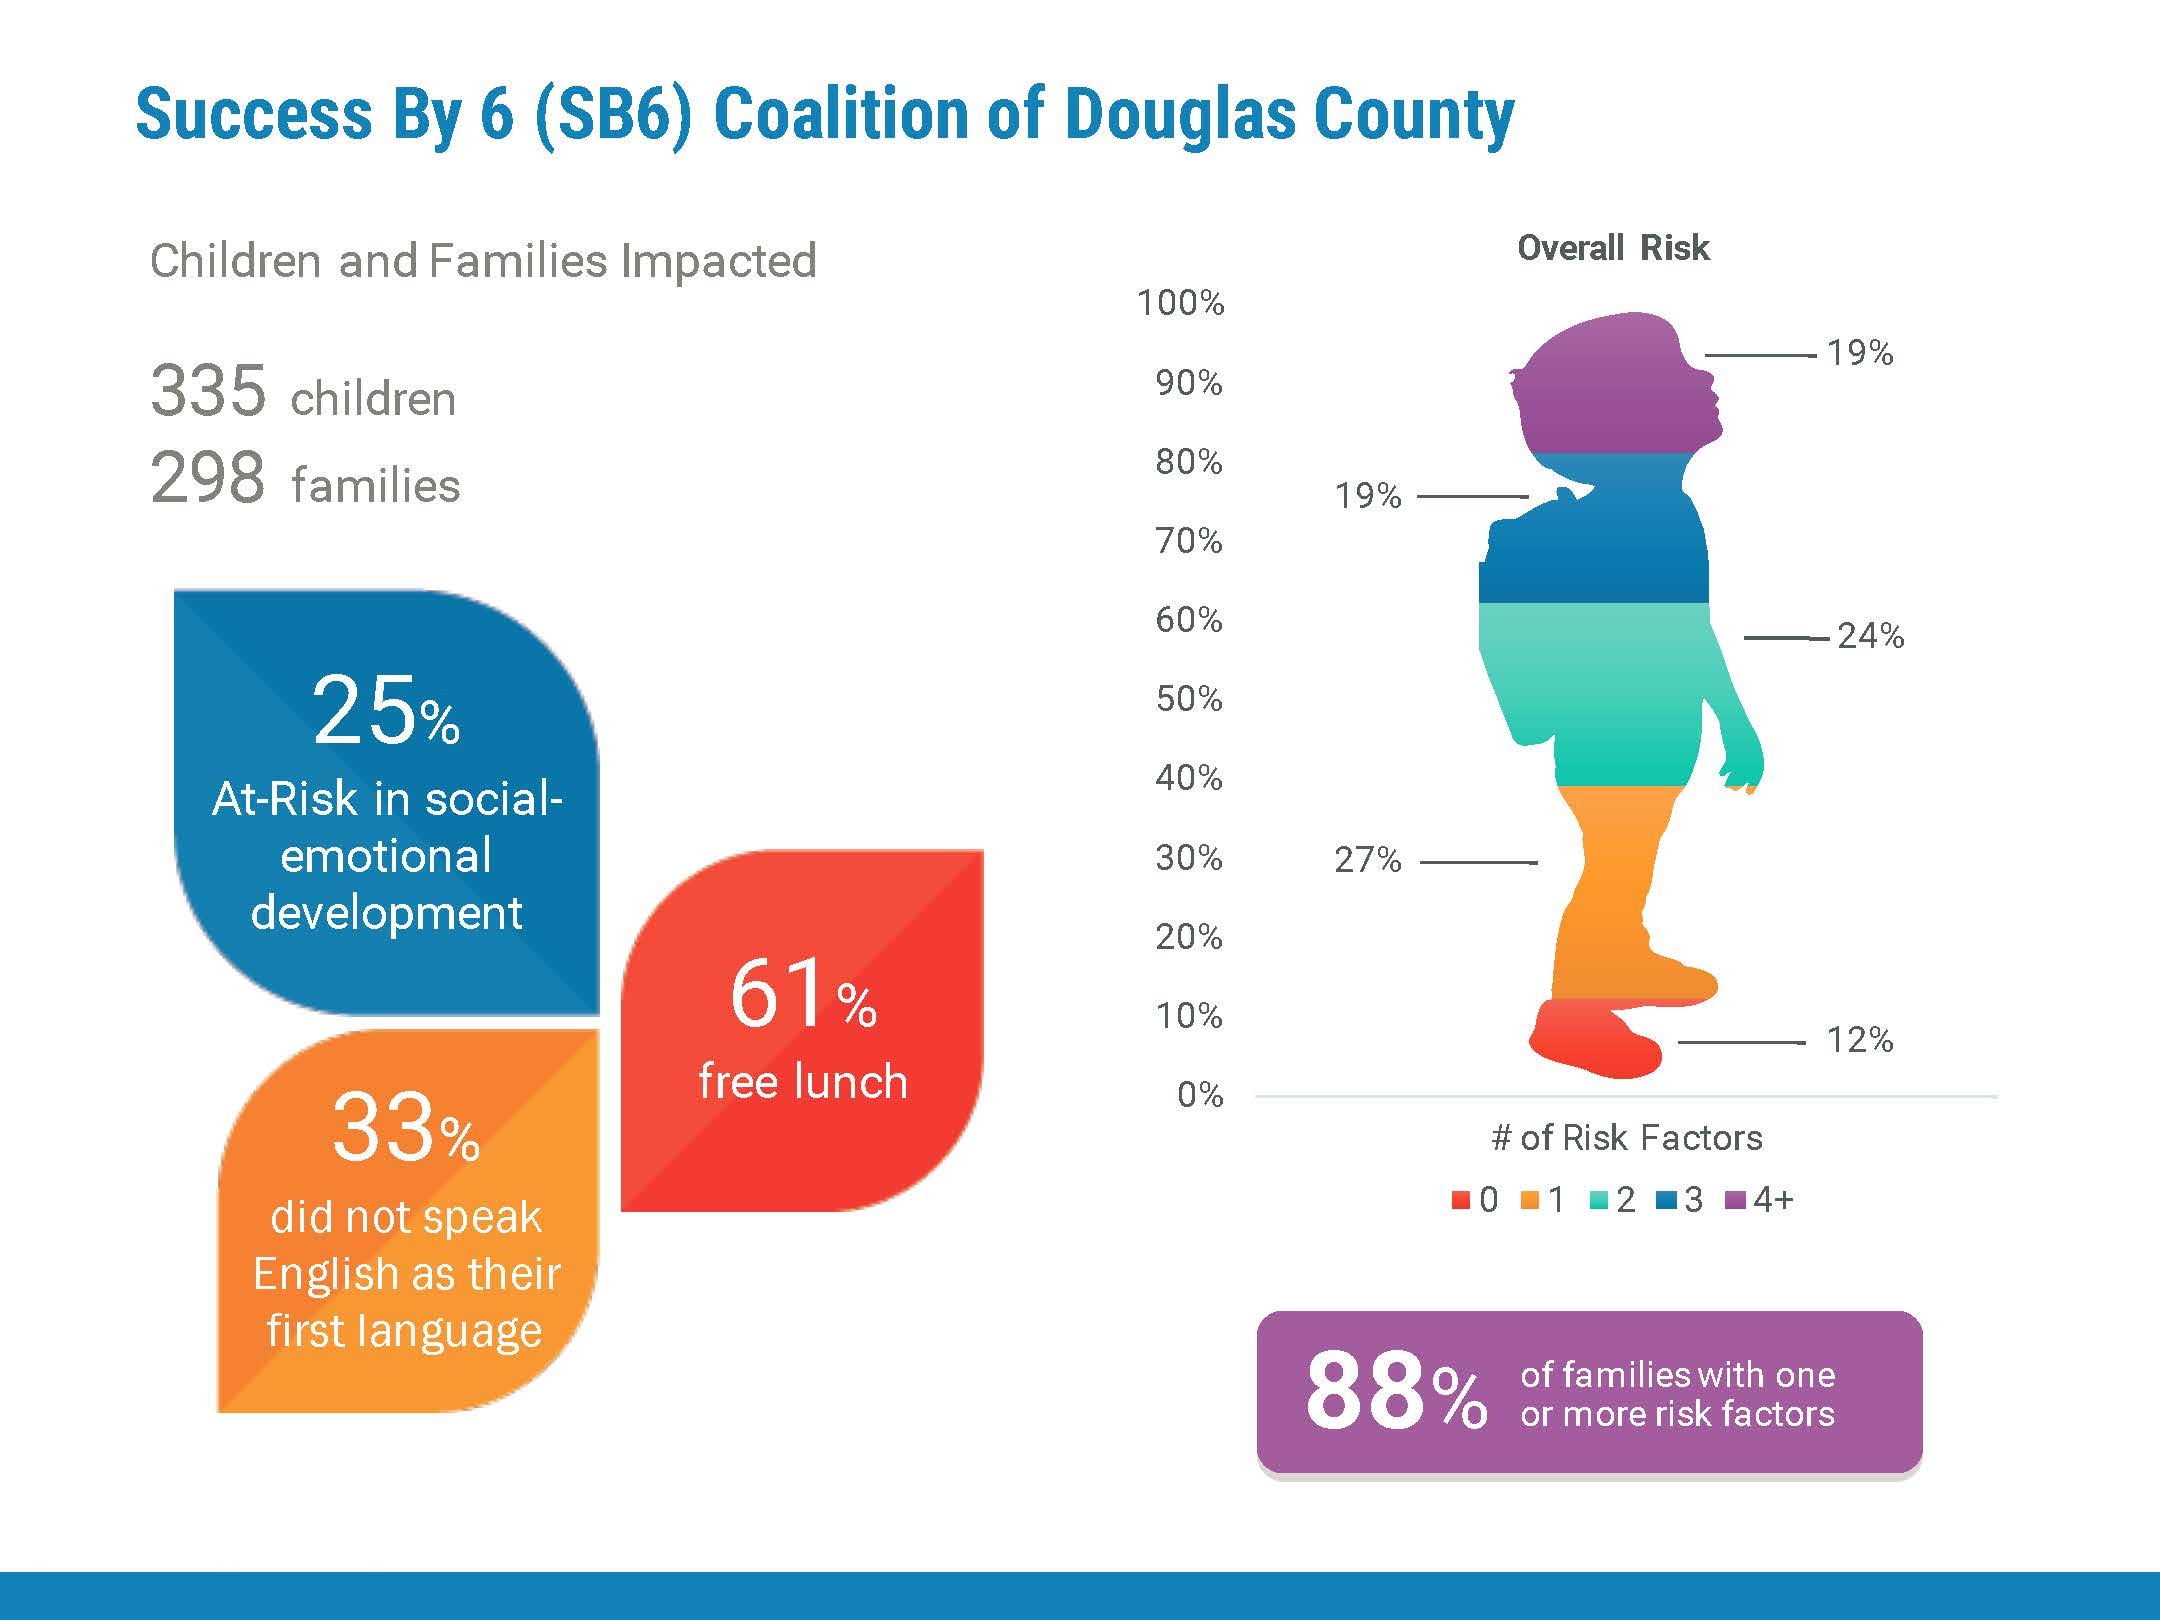 Success By 6 (SB6) Coalition of Douglas County
Children and Families Impacted
335 children
298 families
25%
At-Risk in social-
emotional
development
61%
free lunch
33%
did not speak
English as their
first language
Overall Risk
100%
90%
80%
70%
60%
50%
40%
30%
20%
10%
0%
19%
19%
24%
27%
12%
# of Risk Factors
0 1 2 3 4+
88% of families with one
or more risk factors